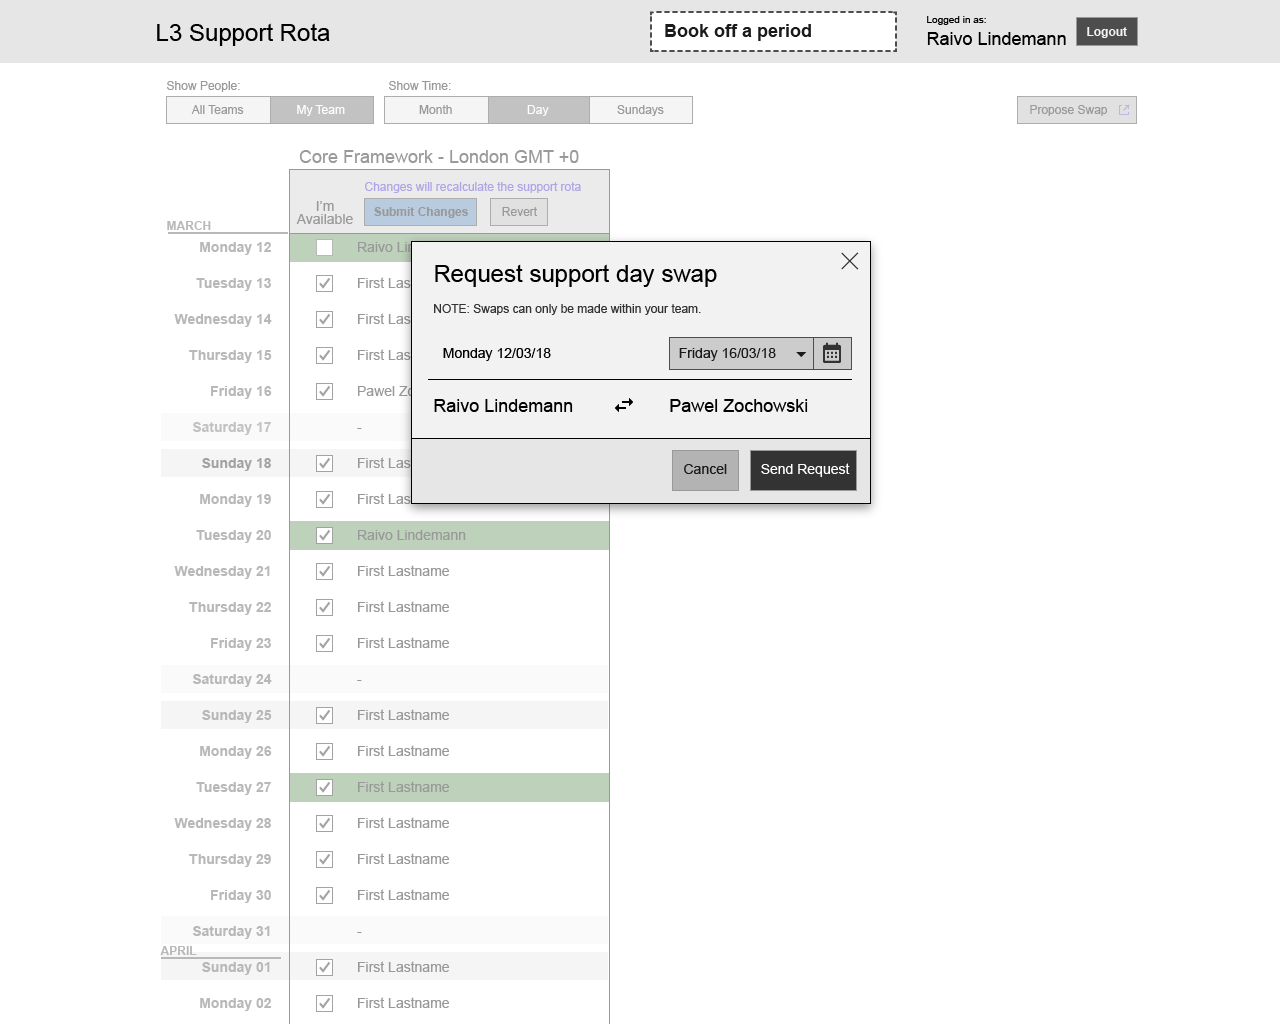 L3 Support Rota
Book off a period
Logged in as:
Raivo Lindemann
Logout
Show People:
Show Time:
All Teams
My Team
Month
Day
Sundays
Propose Swap
Core Framework - London GMT +0
Changes will recalculate the support rota
I'm
Available
Submit Changes
Revert
MARCH
Monday 12
Raivo Li
Request support day swap
NOTE: Swaps can only be made within your team.
Monday 12/03/18
Friday 16/03/18
Raivo Lindemann
Pawel Zochowski
Cancel
Send Request
Tuesday 13
First Las
Wednesday 14
First Las
Thursday 15
First Las
Friday 16
Pawel Zo
Saturday 17
-
Sunday 18
First Las
Monday 19
First Las
Tuesday 20
Raivo Lindemann
Wednesday 21
First Lastname
Thursday 22
First Lastname
Friday 23
First Lastname
Saturday 24
-
Sunday 25
First Lastname
Monday 26
First Lastname
Tuesday 27
First Lastname
Wednesday 28
First Lastname
Thursday 29
First Lastname
Friday 30
First Lastname
Saturday 31
-
APRIL
Sunday 01
First Lastname
Monday 02
First Lastname